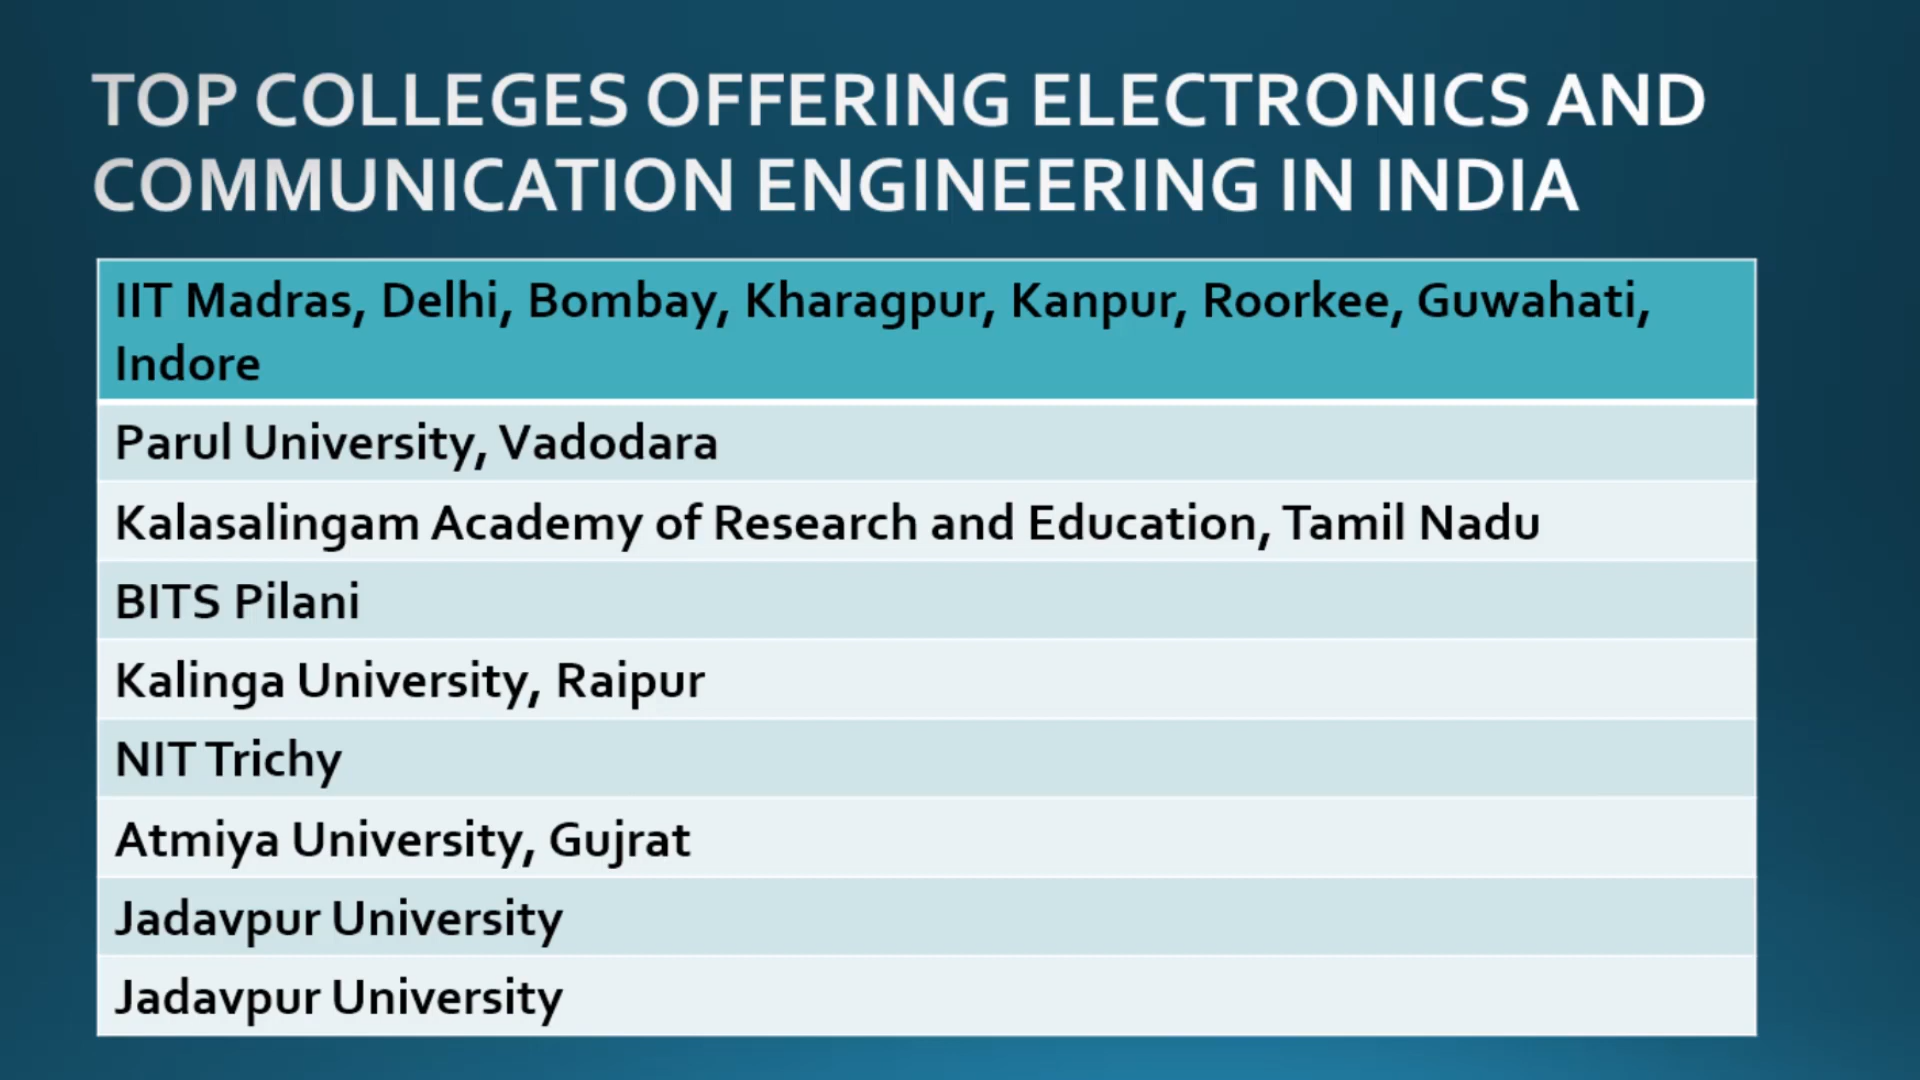 TOP COLLEGES OFFERING ELECTRONICS AND
COMMUNICATION ENGINEERING IN INDIA
IIT Madras, Delhi, Bombay, Kharagpur, Kanpur, Roorkee, Guwahati,
Indore
Parul University, Vadodara
Kalasalingam Academy of Research and Education, Tamil Nadu
BITS Pilani
Kalinga University, Raipur
NIT Trichy
Atmiya University, Gujrat
Jadavpur University
Jadavpur University